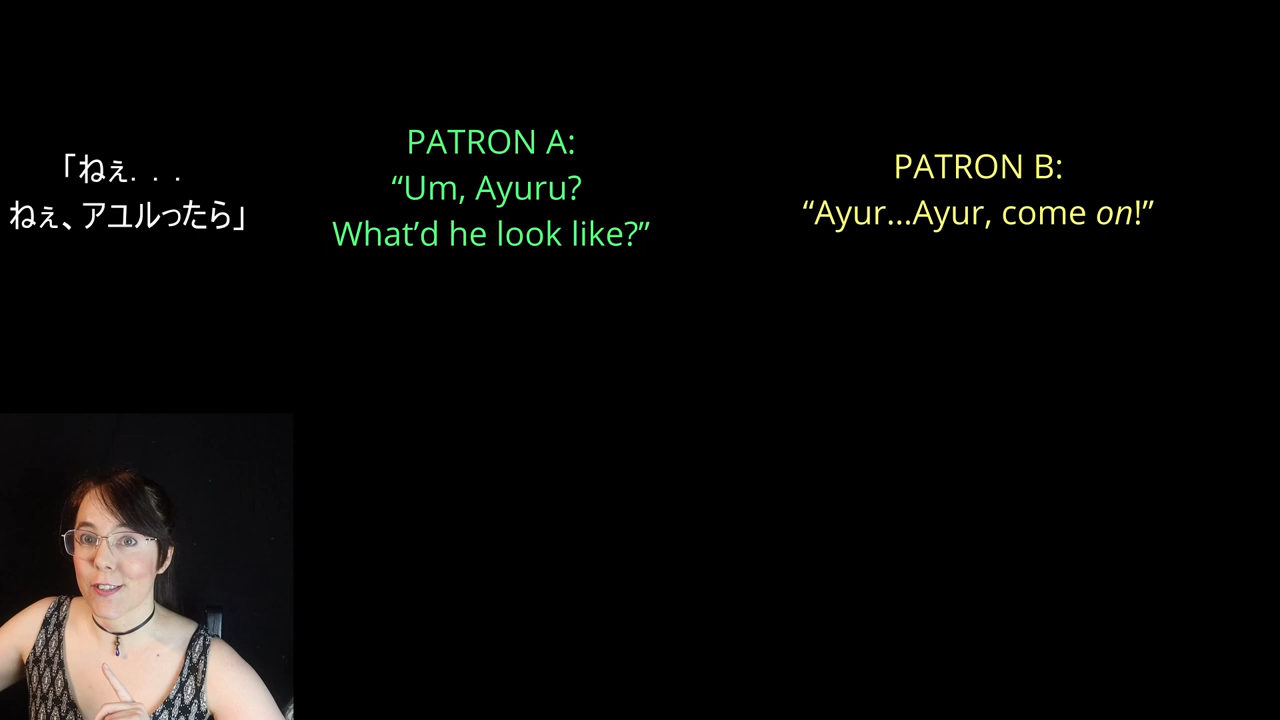 「ねぇ...
ねぇ、アユルったら」
PATRON A:
“Um, Ayuru?
What’d he look like?”
PATRON B:
“Ayur...Ayur, come on!”